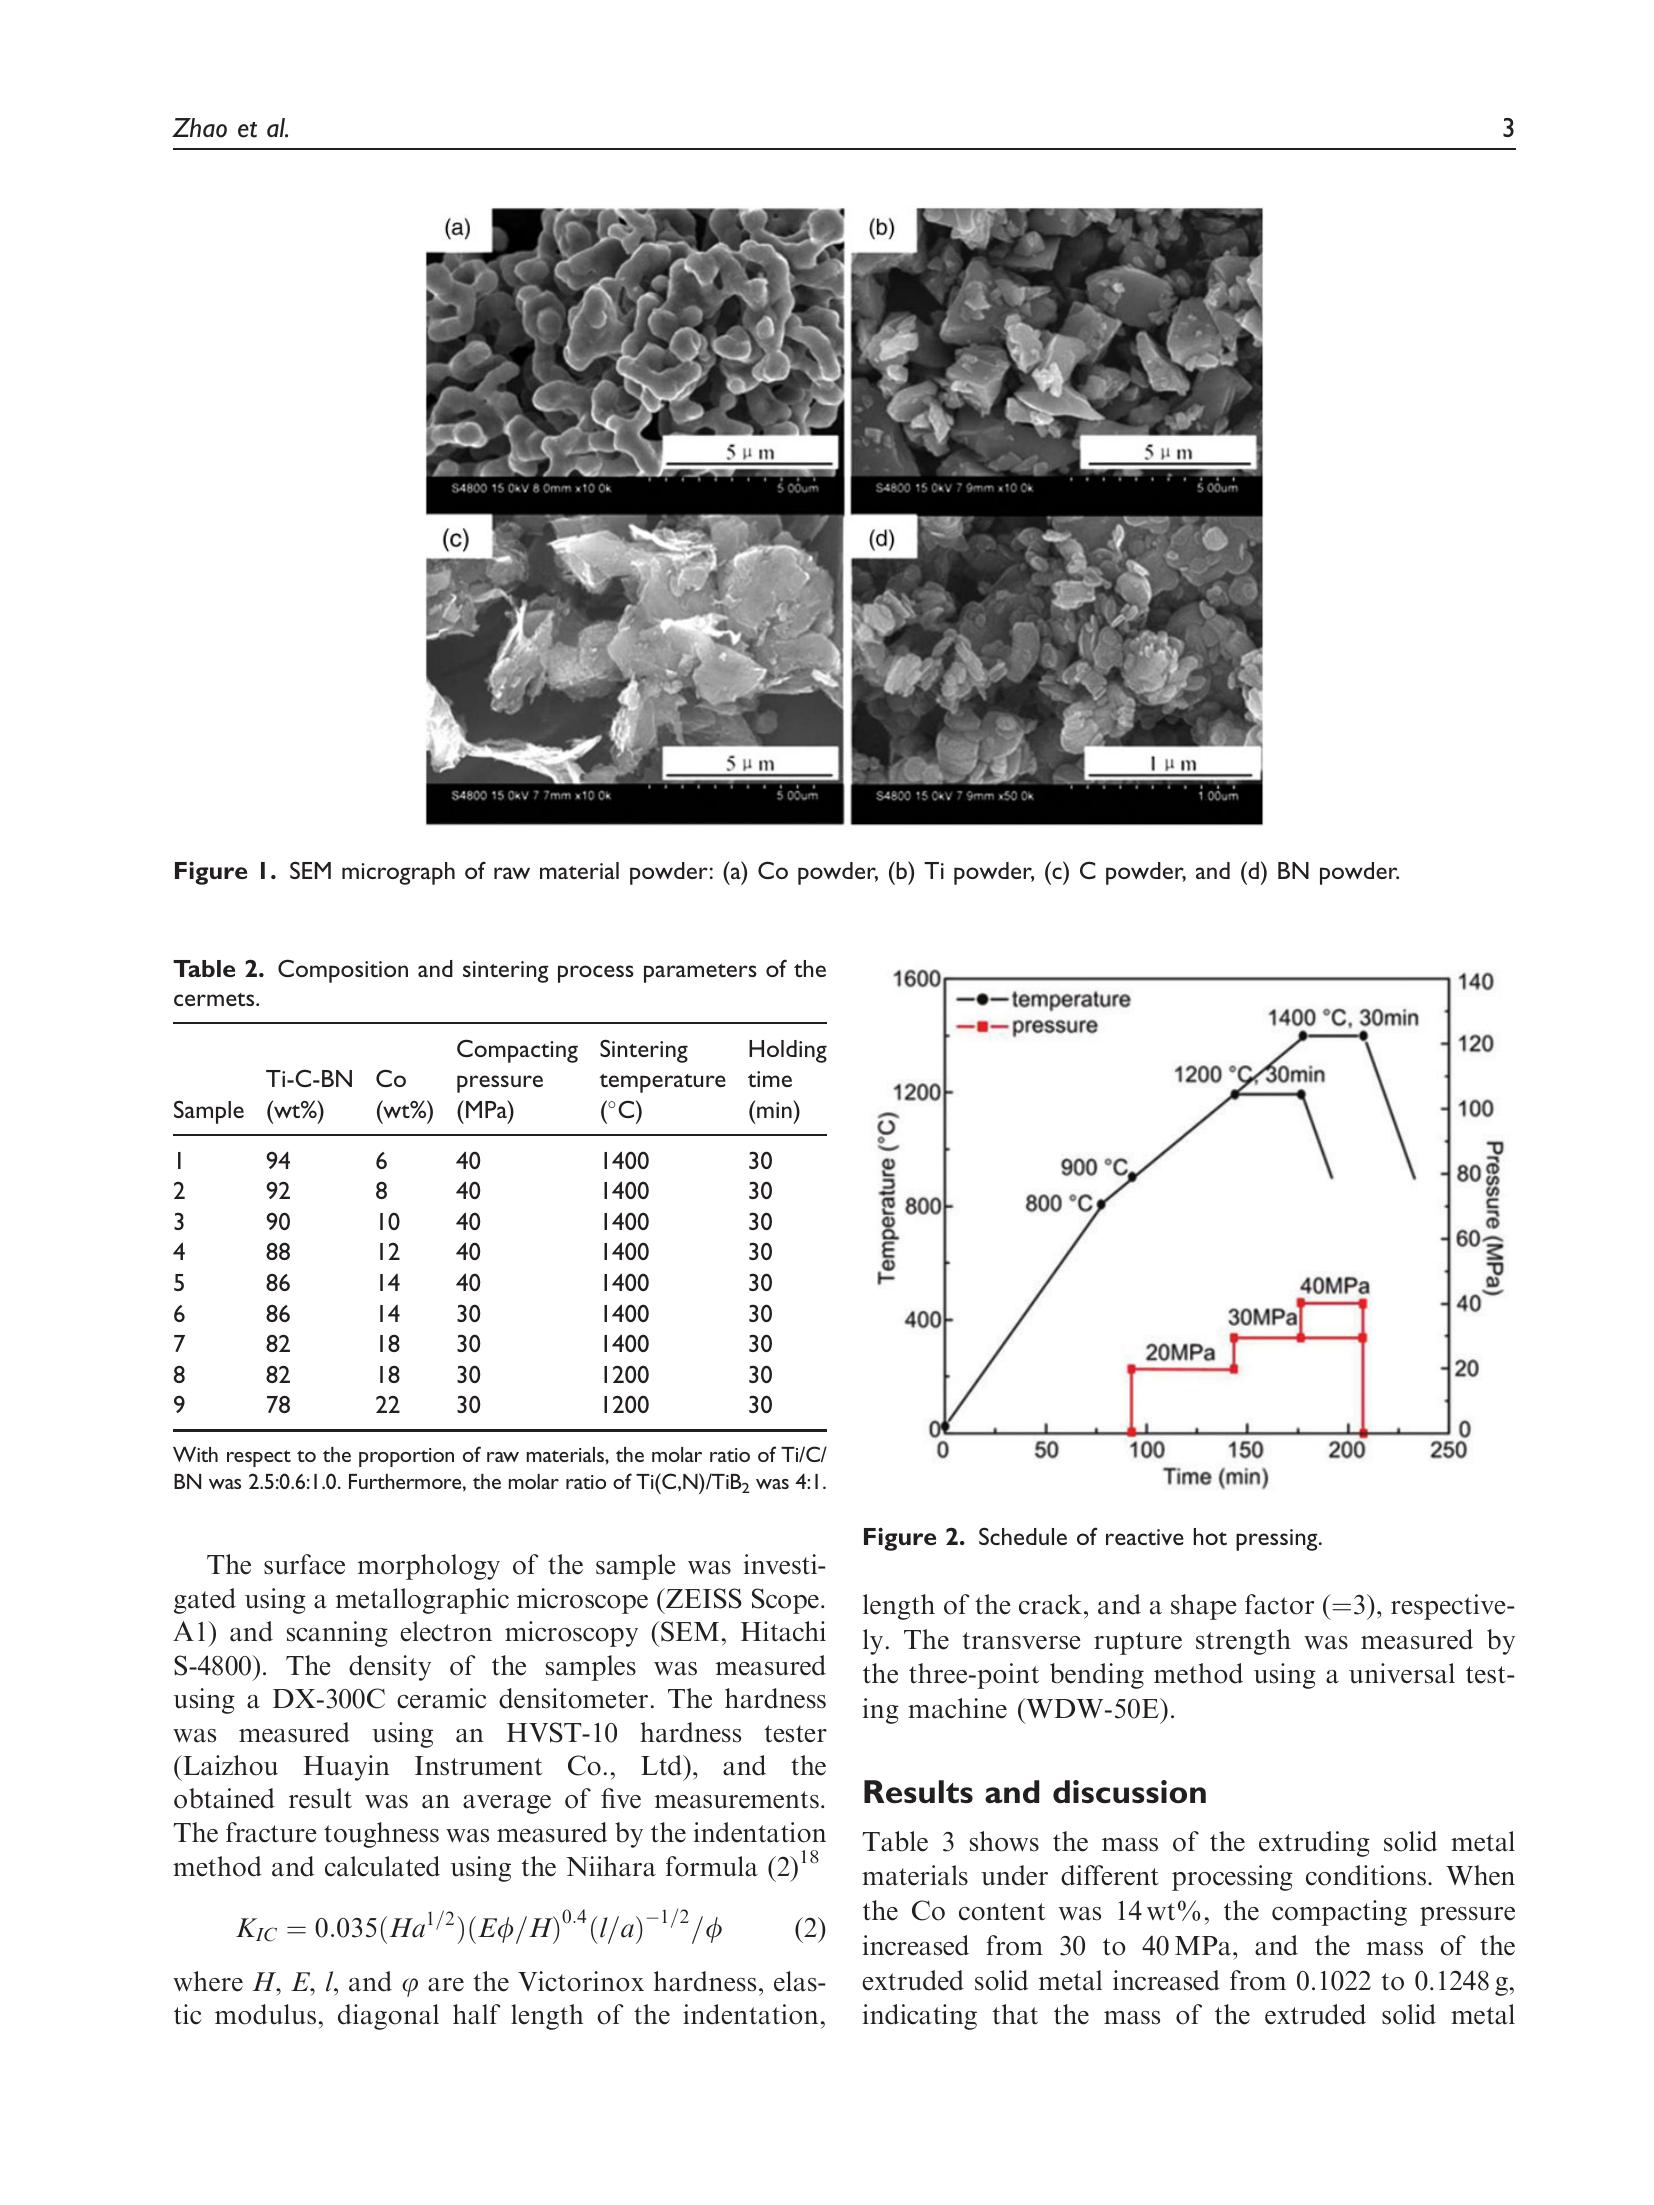 Zhao et al.
3
(a)
5 μm
S4800 15.0kV 8.0mm x10.0k
5.00um
(b)
5 μm
S4800 15.0kV 7.9mm x10.0k
5.00um
(c)
5 μm
S4800 15.0kV 7.7mm x10.0k
5.00um
(d)
1 μm
S4800 15.0kV 7.9mm x50.0k
1.00um
Figure 1. SEM micrograph of raw material powder: (a) Co powder, (b) Ti powder, (c) C powder, and (d) BN powder.
Table 2. Composition and sintering process parameters of the
cermets.
Sample Ti-C-BN (wt%) Co (wt%) Compacting pressure (MPa) Sintering temperature (°C) Holding time (min)
1 94 6 40 1400 30
2 92 8 40 1400 30
3 90 10 40 1400 30
4 88 12 40 1400 30
5 86 14 40 1400 30
6 86 14 30 1400 30
7 82 18 30 1400 30
8 82 18 30 1200 30
9 78 22 30 1200 30
With respect to the proportion of raw materials, the molar ratio of Ti/C/
BN was 2.5:0.6:1.0. Furthermore, the molar ratio of Ti(C,N)/TiB₂ was 4:1.
The surface morphology of the sample was investi-
gated using a metallographic microscope (ZEISS Scope.
A1) and scanning electron microscopy (SEM, Hitachi
S-4800). The density of the samples was measured
using a DX-300C ceramic densitometer. The hardness
was measured using an HVST-10 hardness tester
(Laizhou Huayin Instrument Co., Ltd), and the
obtained result was an average of five measurements.
The fracture toughness was measured by the indentation
method and calculated using the Niihara formula (2)¹⁸
K_IC = 0.035(Ha^1/2)(Eϕ/H)^0.4(l/a)^−1/2/ϕ (2)
where H, E, l, and φ are the Victorinox hardness, elas-
tic modulus, diagonal half length of the indentation,
1600
1200
800
400
0
Temperature (°C)
temperature
pressure
1400 °C, 30min
1200 °C, 30min
900 °C
800 °C
40MPa
30MPa
20MPa
140
120
100
80
60
40
20
0
Pressure (MPa)
0 50 100 150 200 250
Time (min)
Figure 2. Schedule of reactive hot pressing.
length of the crack, and a shape factor (=3), respective-
ly. The transverse rupture strength was measured by
the three-point bending method using a universal test-
ing machine (WDW-50E).
Results and discussion
Table 3 shows the mass of the extruding solid metal
materials under different processing conditions. When
the Co content was 14 wt%, the compacting pressure
increased from 30 to 40 MPa, and the mass of the
extruded solid metal increased from 0.1022 to 0.1248 g,
indicating that the mass of the extruded solid metal